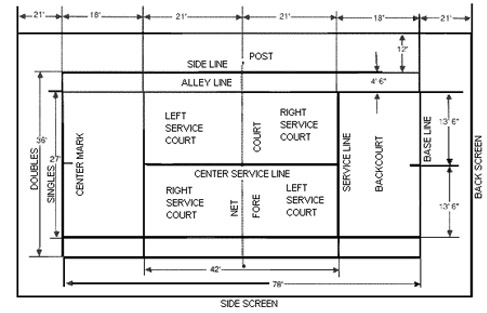 21' 18' 21' 21' 18' 21'
12'
POST
SIDE LINE
ALLEY LINE
4' 6"
LEFT
SERVICE
COURT
RIGHT
SERVICE
COURT
COURT
13' 6"
DOUBLES
36'
SINGLES
27'
CENTER MARK
SERVICE LINE
BACKCOURT
BASE LINE
BACK SCREEN
CENTER SERVICE LINE
RIGHT
SERVICE
COURT
NET
FORE
LEFT
SERVICE
COURT
13' 6"
42'
78'
SIDE SCREEN